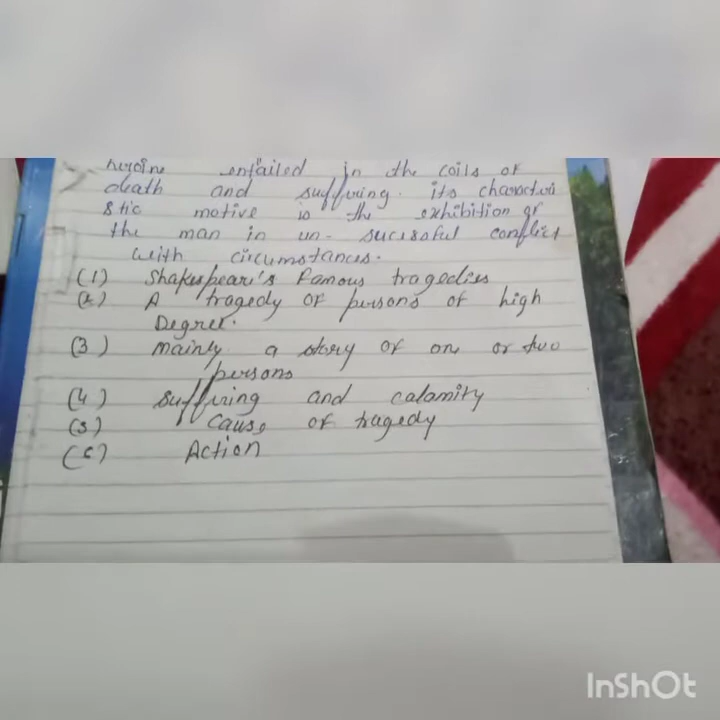 heroine entailed in the coils of
death and suffering. its characteri
stic motive is the exhibition of
the man in un- sucessful conflict
with circumstances.
(1) Shakespeare's famous tragedies
(2) A tragedy of persons of high
Degree.
(3) mainly a story of one or two
persons
(4) suffering and calamity
(5) Cause of tragedy
(6) Action
InShOt